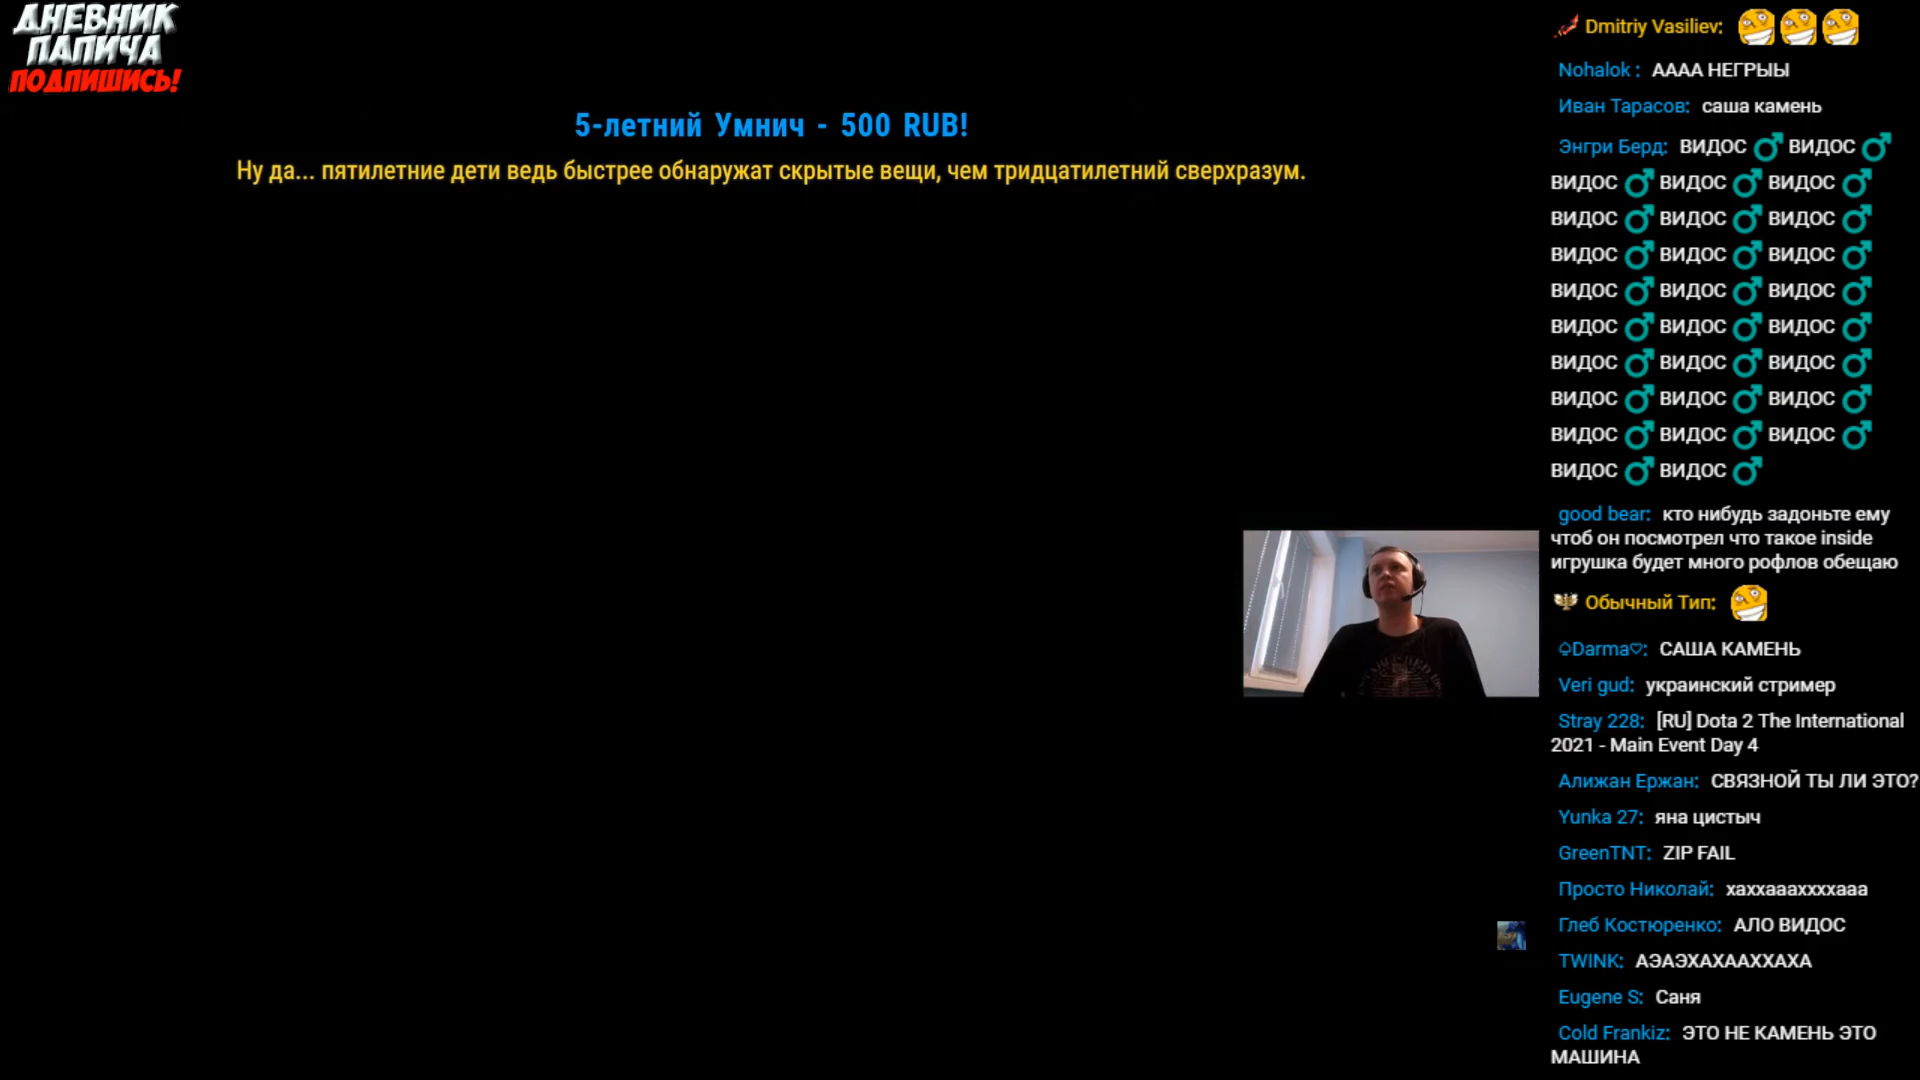 ДНЕВНИК
ПАПИЧА
ПОДПИШИСЬ!
5-летний Умнич - 500 RUB!
Ну да... пятилетние дети ведь быстрее обнаружат скрытые вещи, чем тридцатилетний сверхразум.
Dmitriy Vasiliev:
Nohalok : АААА НЕГРЫЫ
Иван Тарасов: саша камень
Энгри Берд: ВИДОС ♂ ВИДОС ♂
ВИДОС ♂ ВИДОС ♂ ВИДОС ♂
ВИДОС ♂ ВИДОС ♂ ВИДОС ♂
ВИДОС ♂ ВИДОС ♂ ВИДОС ♂
ВИДОС ♂ ВИДОС ♂ ВИДОС ♂
ВИДОС ♂ ВИДОС ♂ ВИДОС ♂
ВИДОС ♂ ВИДОС ♂ ВИДОС ♂
ВИДОС ♂ ВИДОС ♂ ВИДОС ♂
ВИДОС ♂ ВИДОС ♂ ВИДОС ♂
ВИДОС ♂ ВИДОС ♂
good bear: кто нибудь задоньте ему
чтоб он посмотрел что такое inside
игрушка будет много рофлов обещаю
Обычный Тип:
♤Darma♡: САША КАМЕНЬ
Veri gud: украинский стример
Stray 228: [RU] Dota 2 The International
2021 - Main Event Day 4
Алижан Ержан: СВЯЗНОЙ ТЫ ЛИ ЭТО?
Yunka 27: яна цистыч
GreenTNT: ZIP FAIL
Просто Николай: хаххаааххххааа
Глеб Костюренко: АЛО ВИДОС
TWINK: АЭАЭХАХААХХАХА
Eugene S: Саня
Cold Frankiz: ЭТО НЕ КАМЕНЬ ЭТО
МАШИНА